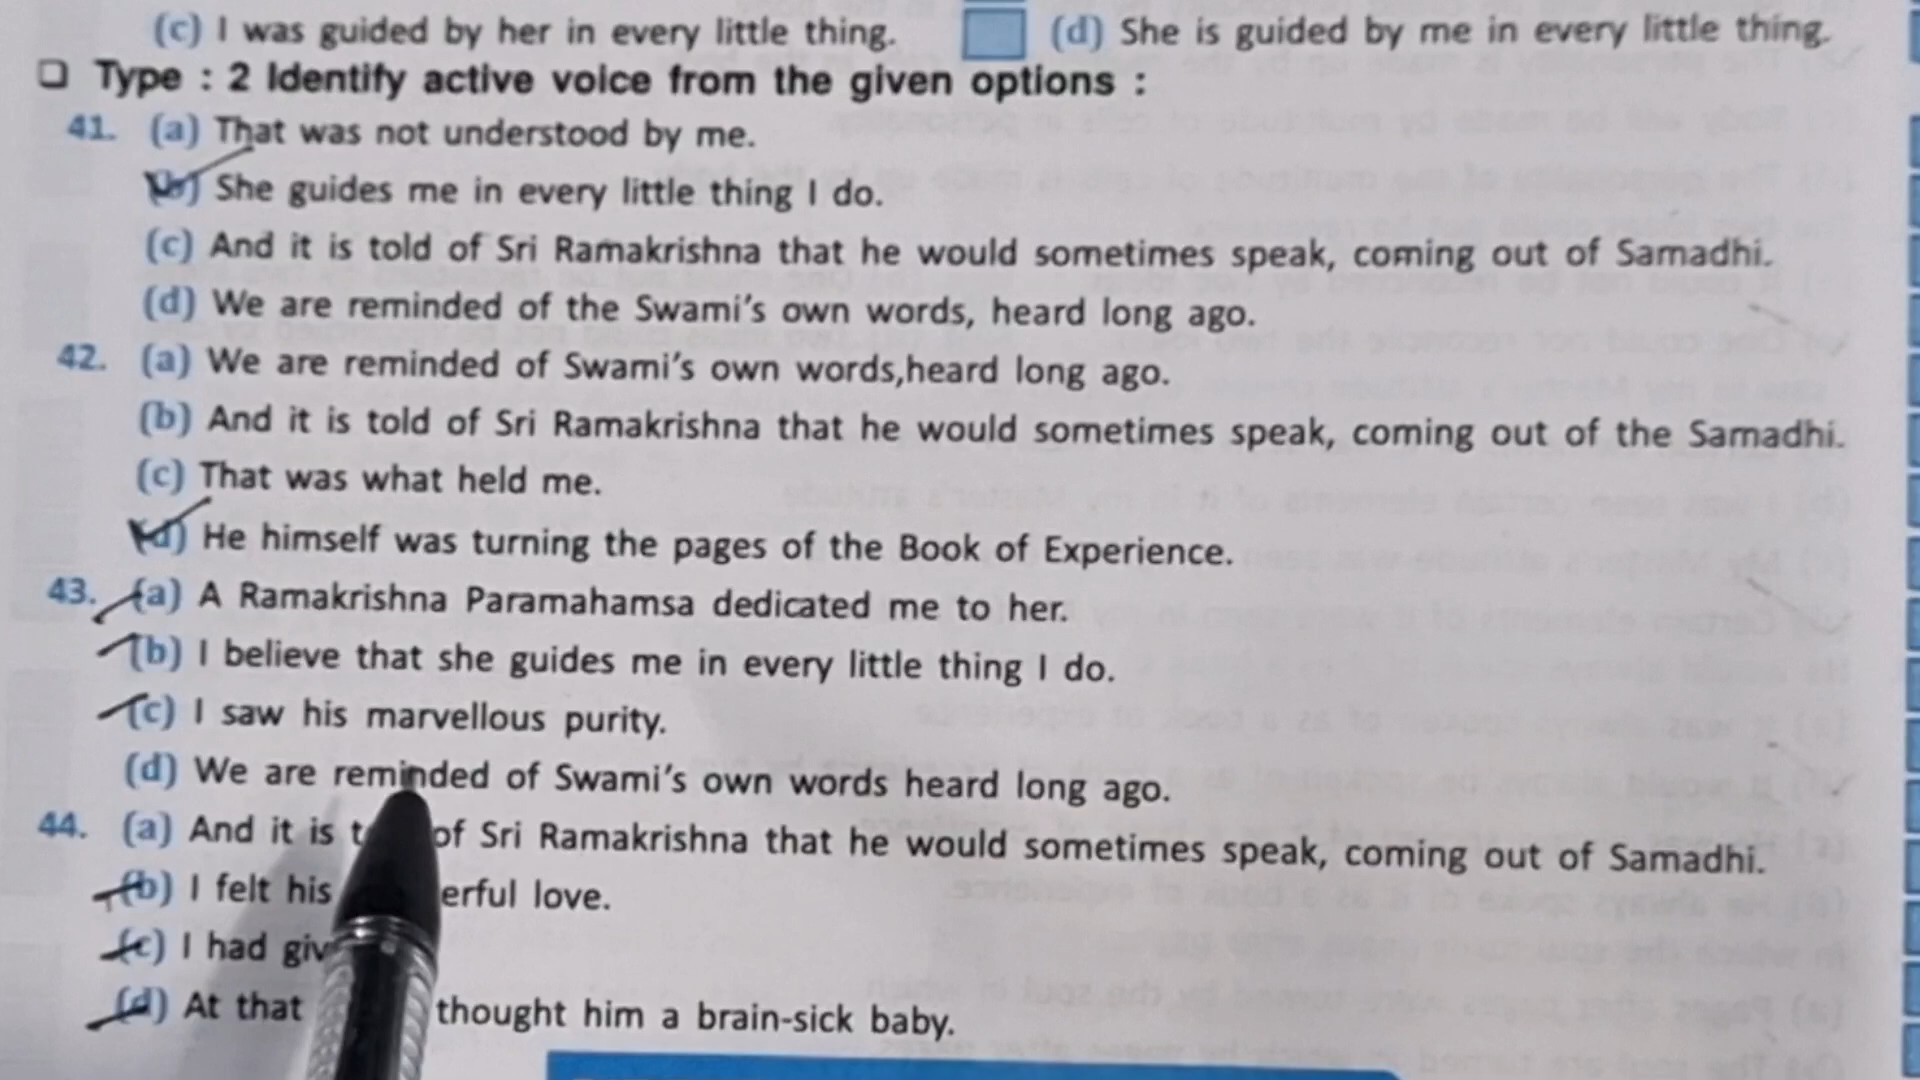 (c) I was guided by her in every little thing. (d) She is guided by me in every little thing.
❑ Type : 2 Identify active voice from the given options :
41. (a) That was not understood by me.
(b) She guides me in every little thing I do.
(c) And it is told of Sri Ramakrishna that he would sometimes speak, coming out of Samadhi.
(d) We are reminded of the Swami's own words, heard long ago.
42. (a) We are reminded of Swami's own words,heard long ago.
(b) And it is told of Sri Ramakrishna that he would sometimes speak, coming out of the Samadhi.
(c) That was what held me.
(d) He himself was turning the pages of the Book of Experience.
43. (a) A Ramakrishna Paramahamsa dedicated me to her.
(b) I believe that she guides me in every little thing I do.
(c) I saw his marvellous purity.
(d) We are reminded of Swami's own words heard long ago.
44. (a) And it is of Sri Ramakrishna that he would sometimes speak, coming out of Samadhi.
(b) I felt his love.
(c) I had
(d) At that thought him a brain-sick baby.